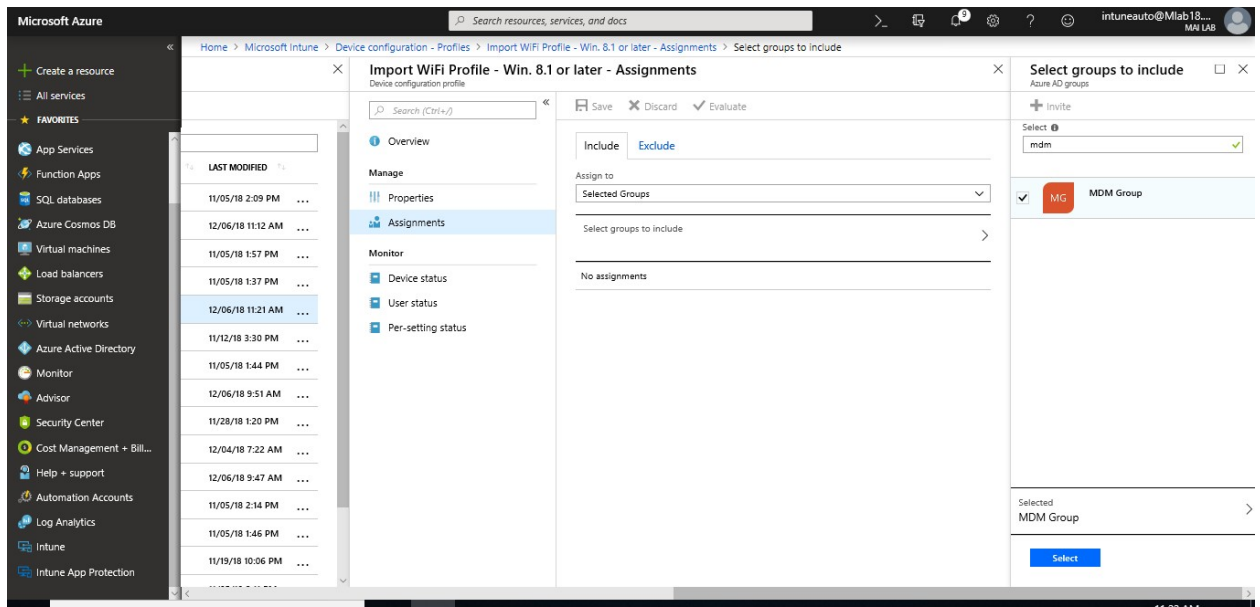 Microsoft Azure
Search resources, services, and docs
9
intuneauto@Mlab18....
MAI LAB
Home > Microsoft Intune > Device configuration - Profiles > Import WiFi Profile - Win. 8.1 or later - Assignments > Select groups to include
Create a resource
All services
FAVORITES
App Services
Function Apps
SQL databases
Azure Cosmos DB
Virtual machines
Load balancers
Storage accounts
Virtual networks
Azure Active Directory
Monitor
Advisor
Security Center
Cost Management + Bill...
Help + support
Automation Accounts
Log Analytics
Intune
Intune App Protection
LAST MODIFIED
11/05/18 2:09 PM ...
12/06/18 11:12 AM ...
11/05/18 1:57 PM ...
11/05/18 1:37 PM ...
12/06/18 11:21 AM ...
11/12/18 3:30 PM ...
11/05/18 1:44 PM ...
12/06/18 9:51 AM ...
11/28/18 1:20 PM ...
12/04/18 7:22 AM ...
12/06/18 9:47 AM ...
11/05/18 2:14 PM ...
11/05/18 1:46 PM ...
11/19/18 10:06 PM ...
Import WiFi Profile - Win. 8.1 or later - Assignments
Device configuration profile
Search (Ctrl+/)
Overview
Manage
Properties
Assignments
Monitor
Device status
User status
Per-setting status
Save Discard Evaluate
Include Exclude
Assign to
Selected Groups
Select groups to include
No assignments
Select groups to include
Azure AD groups
Invite
Select
mdm
MG MDM Group
Selected
MDM Group
Select